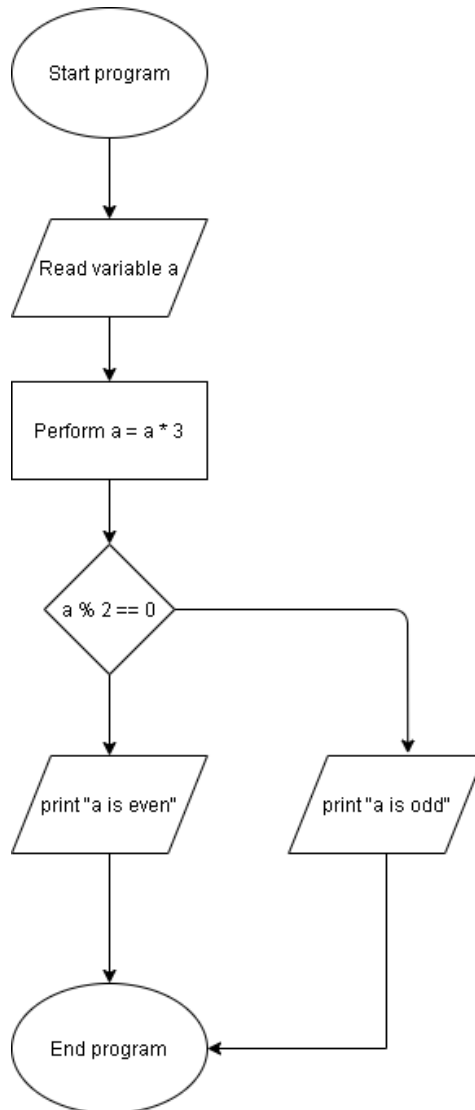 Start program
Read variable a
Perform a = a * 3
a % 2 == 0
print "a is even"
print "a is odd"
End program